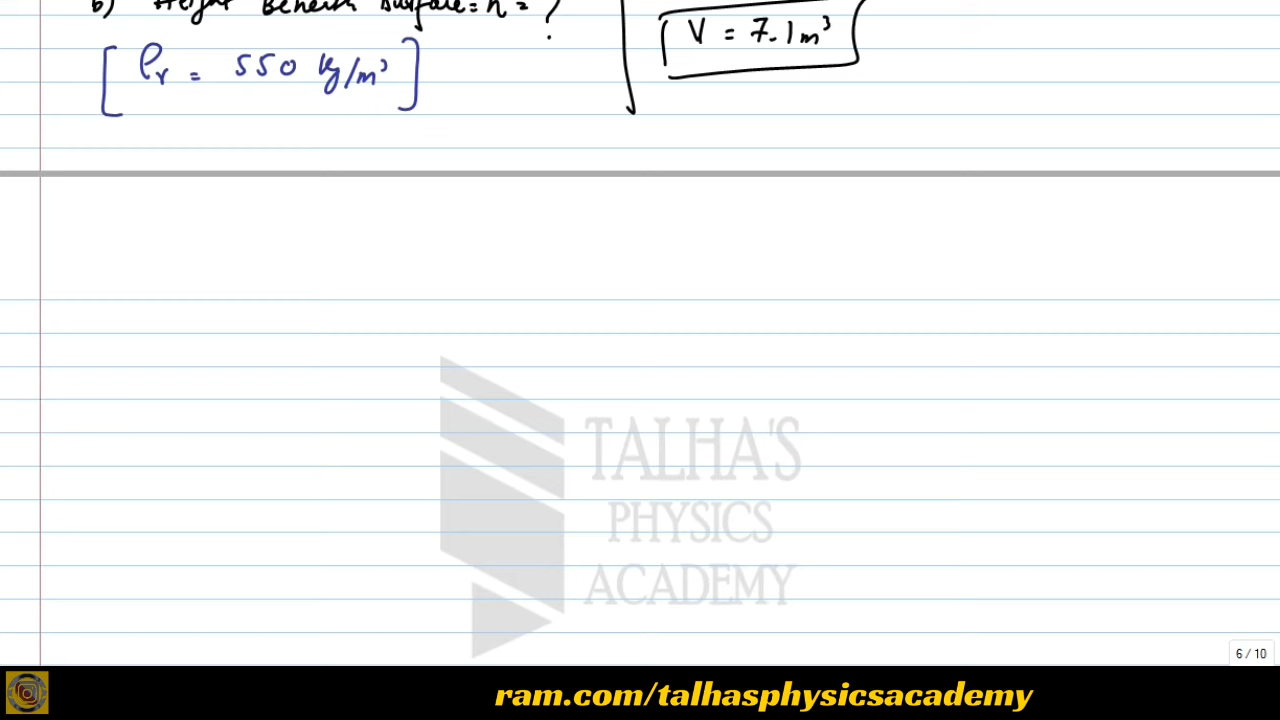 b) Height Beneath Surface = h = ?
[ ρr = 550 kg/m³ ]
V = 7.1 m³
TALHA'S
PHYSICS
ACADEMY
6 / 10
ram.com/talhasphysicsacademy